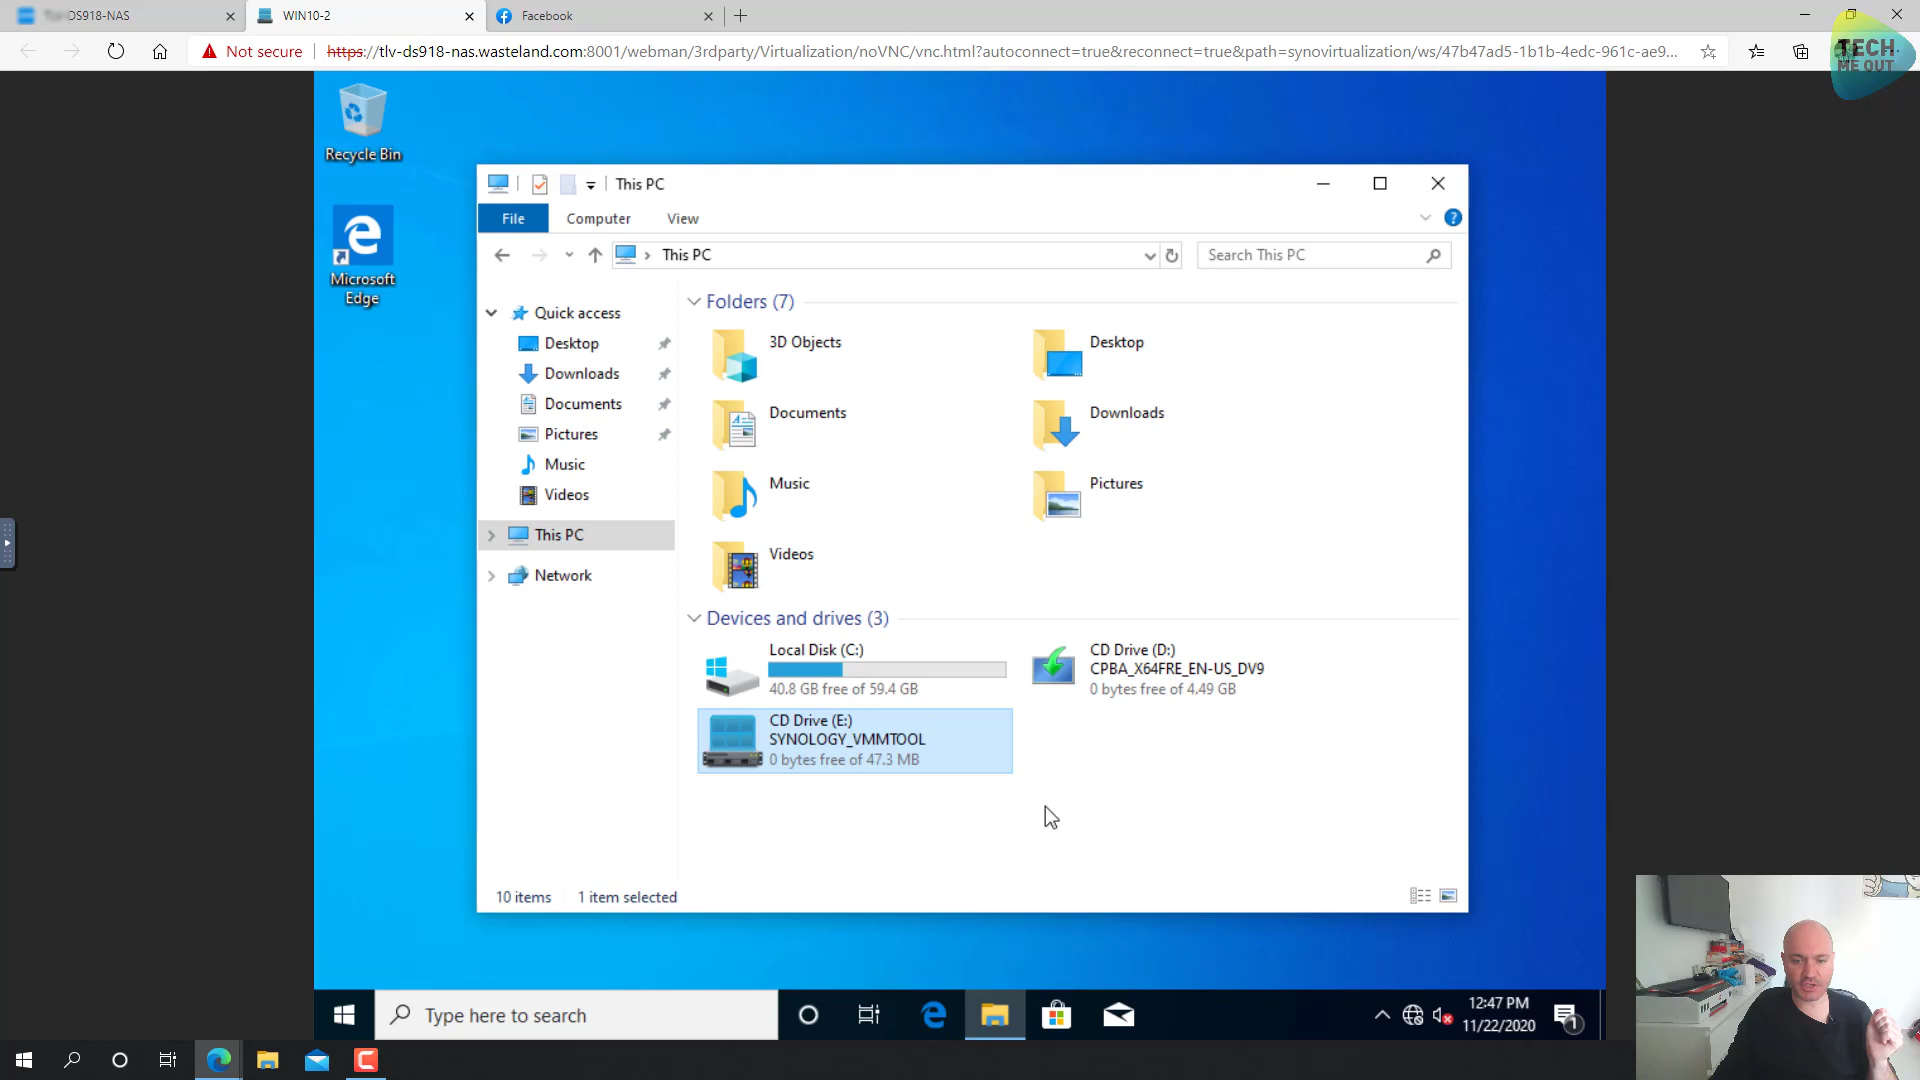 DS918-NAS
WIN10-2
Facebook
Not secure
https://tlv-ds918-nas.wasteland.com:8001/webman/3rdparty/Virtualization/noVNC/vnc.html?autoconnect=true&reconnect=true&path=synovirtualization/ws/47b47ad5-1b1b-4edc-961c-ae9...
TECH
ME OUT
Recycle Bin
Microsoft
Edge
This PC
File
Computer
View
This PC
Search This PC
Quick access
Desktop
Downloads
Documents
Pictures
Music
Videos
This PC
Network
Folders (7)
3D Objects
Desktop
Documents
Downloads
Music
Pictures
Videos
Devices and drives (3)
Local Disk (C:)
40.8 GB free of 59.4 GB
CD Drive (D:)
CPBA_X64FRE_EN-US_DV9
0 bytes free of 4.49 GB
CD Drive (E:)
SYNOLOGY_VMMTOOL
0 bytes free of 47.3 MB
10 items
1 item selected
Type here to search
12:47 PM
11/22/2020
1